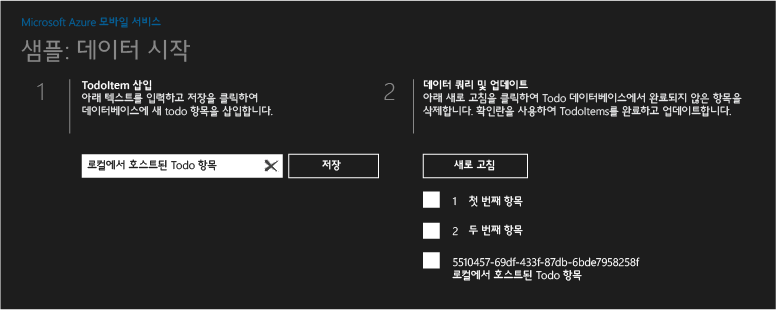 Microsoft Azure 모바일 서비스
샘플: 데이터 시작
1
TodoItem 삽입
아래 텍스트를 입력하고 저장을 클릭하여
데이터베이스에 새 todo 항목을 삽입합니다.
로컬에서 호스트된 Todo 항목
저장
2
데이터 쿼리 및 업데이트
아래 새로 고침을 클릭하여 Todo 데이터베이스에서 완료되지 않은 항목을
삭제합니다. 확인란을 사용하여 TodoItems를 완료하고 업데이트합니다.
새로 고침
1 첫 번째 항목
2 두 번째 항목
5510457-69df-433f-87db-6bde7958258f
로컬에서 호스트된 Todo 항목